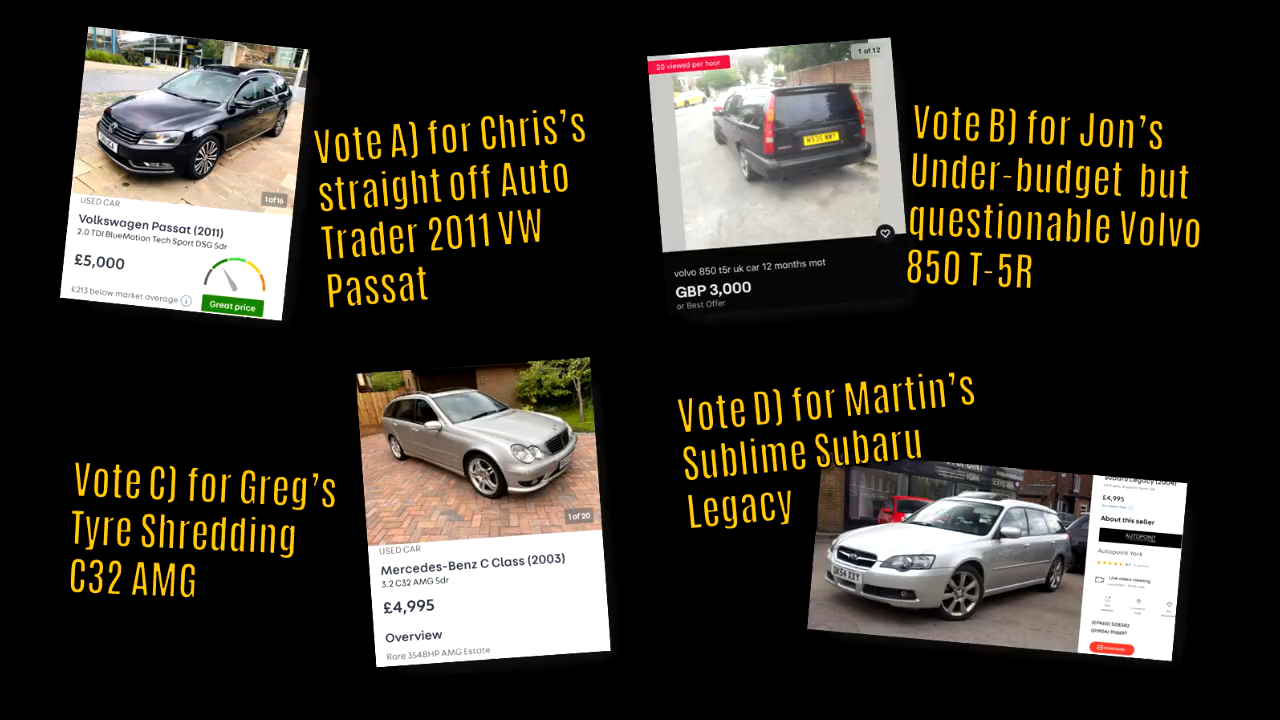 Vote A) for Chris's
straight off Auto
Trader 2011 VW
Passat
1 of 16
USED CAR
Volkswagen Passat (2011)
2.0 TDI BlueMotion Tech Sport DSG 5dr
£5,000
£213 below market average
Great price
20 viewed per hour
1 of 12
volvo 850 t5r uk car 12 months mot
GBP 3,000
or Best Offer
Vote B) for Jon's
Under-budget but
questionable Volvo
850 T-5R
Vote C) for Greg's
Tyre Shredding
C32 AMG
1 of 20
USED CAR
Mercedes-Benz C Class (2003)
3.2 C32 AMG 5dr
£4,995
Overview
Rare 354BHP AMG Estate
Vote D) for Martin's
Sublime Subaru
Legacy
Subaru Legacy (2004)
£4,995
About this seller
AUTOPOINT
Autopoint York
4.7
Live video viewing